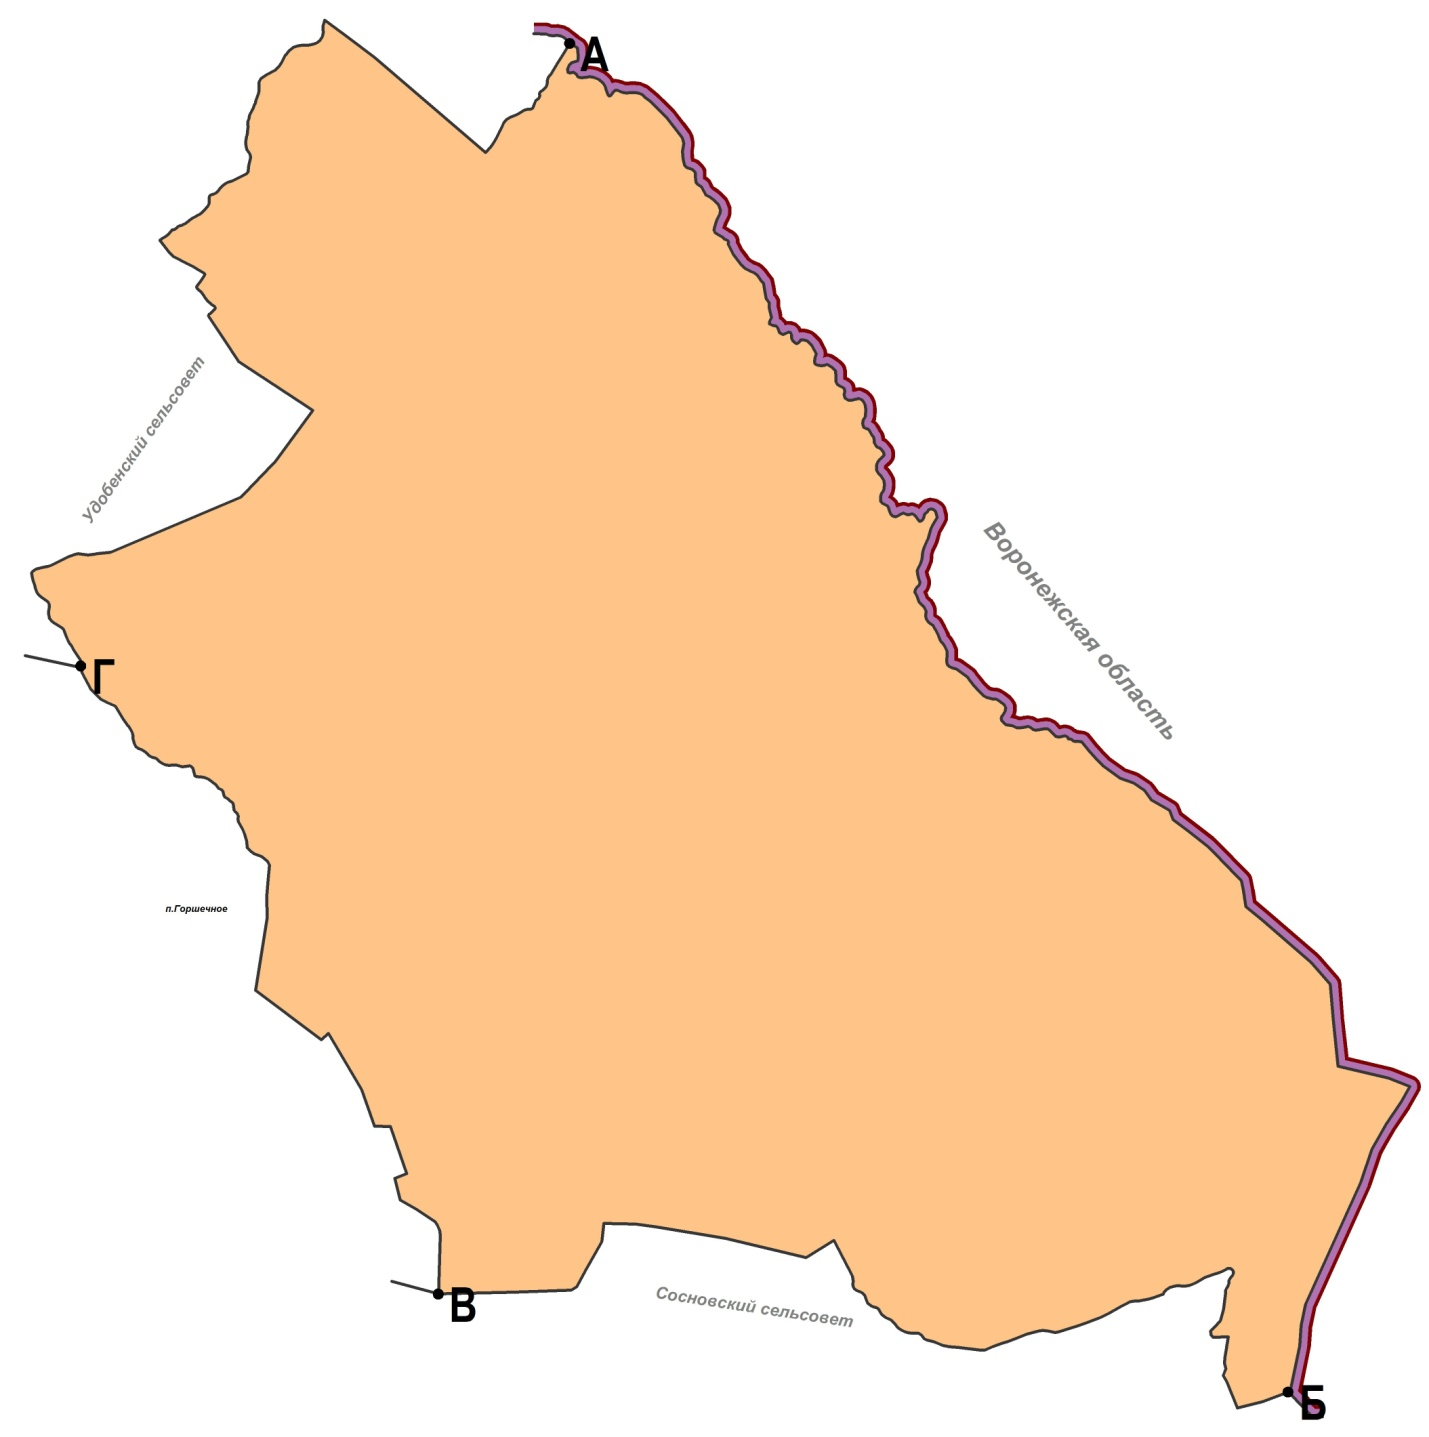 А
Удобенский сельсовет
Воронежская область
Г
п.Горшечное
В
Сосновский сельсовет
Б